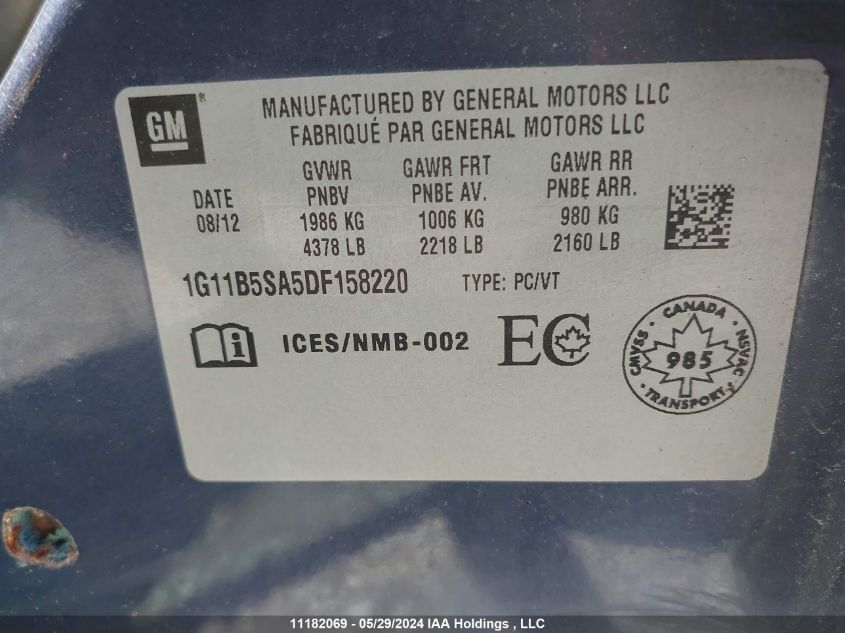 GM ®
MANUFACTURED BY GENERAL MOTORS LLC
FABRIQUÉ PAR GENERAL MOTORS LLC
DATE
08/12
GVWR
PNBV
1986 KG
4378 LB
GAWR FRT
PNBE AV.
1006 KG
2218 LB
GAWR RR
PNBE ARR.
980 KG
2160 LB
1G11B5SA5DF158220 TYPE: PC/VT
i ICES/NMB-002 EC
CANADA
CMVSS 985 NSVAC
TRANSPORT
11182069 - 05/29/2024 IAA Holdings , LLC